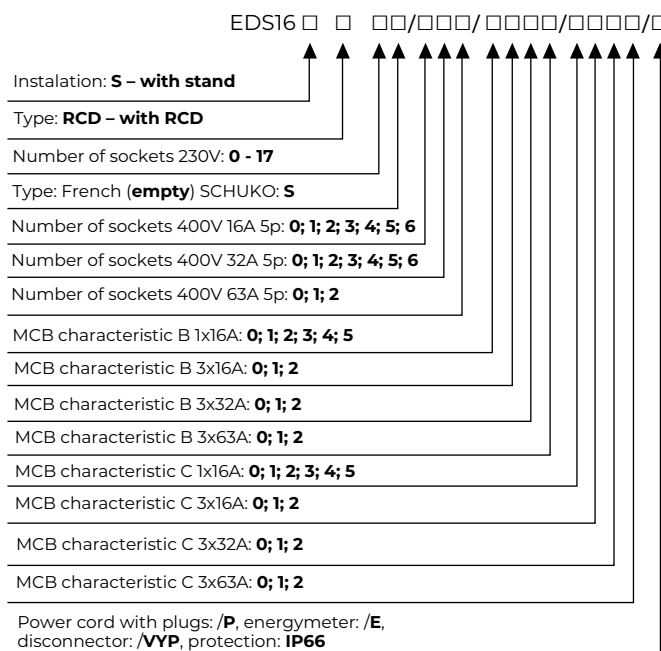 EDS16 □ □ □□/□□□/ □□□□/□□□□/□
Instalation: S – with stand
Type: RCD – with RCD
Number of sockets 230V: 0 - 17
Type: French (empty) SCHUKO: S
Number of sockets 400V 16A 5p: 0; 1; 2; 3; 4; 5; 6
Number of sockets 400V 32A 5p: 0; 1; 2; 3; 4; 5; 6
Number of sockets 400V 63A 5p: 0; 1; 2
MCB characteristic B 1x16A: 0; 1; 2; 3; 4; 5
MCB characteristic B 3x16A: 0; 1; 2
MCB characteristic B 3x32A: 0; 1; 2
MCB characteristic B 3x63A: 0; 1; 2
MCB characteristic C 1x16A: 0; 1; 2; 3; 4; 5
MCB characteristic C 3x16A: 0; 1; 2
MCB characteristic C 3x32A: 0; 1; 2
MCB characteristic C 3x63A: 0; 1; 2
Power cord with plugs: /P, energymeter: /E,
disconnector: /VYP, protection: IP66